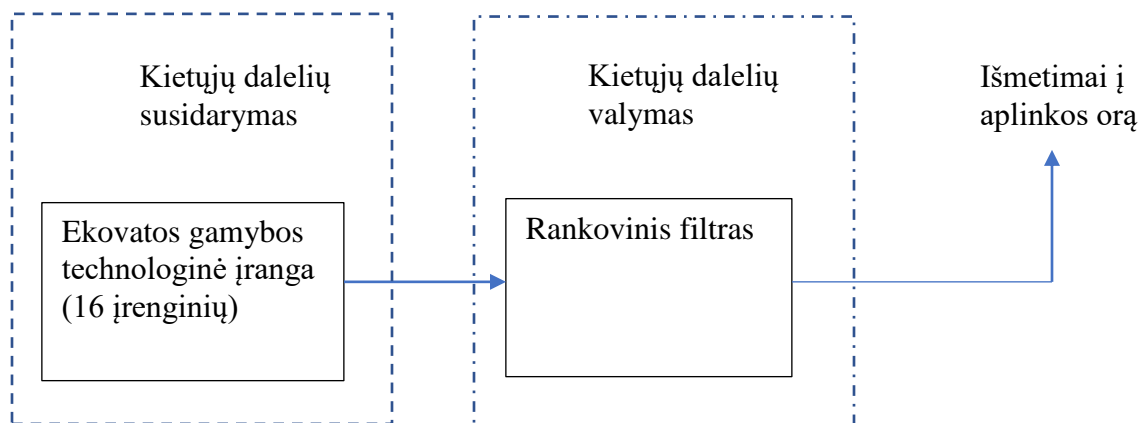 Kietųjų dalelių
susidarymas
Kietųjų dalelių
valymas
Išmetimai į
aplinkos orą
Ekovatos gamybos
technologinė įranga
(16 įrenginių)
Rankovinis filtras